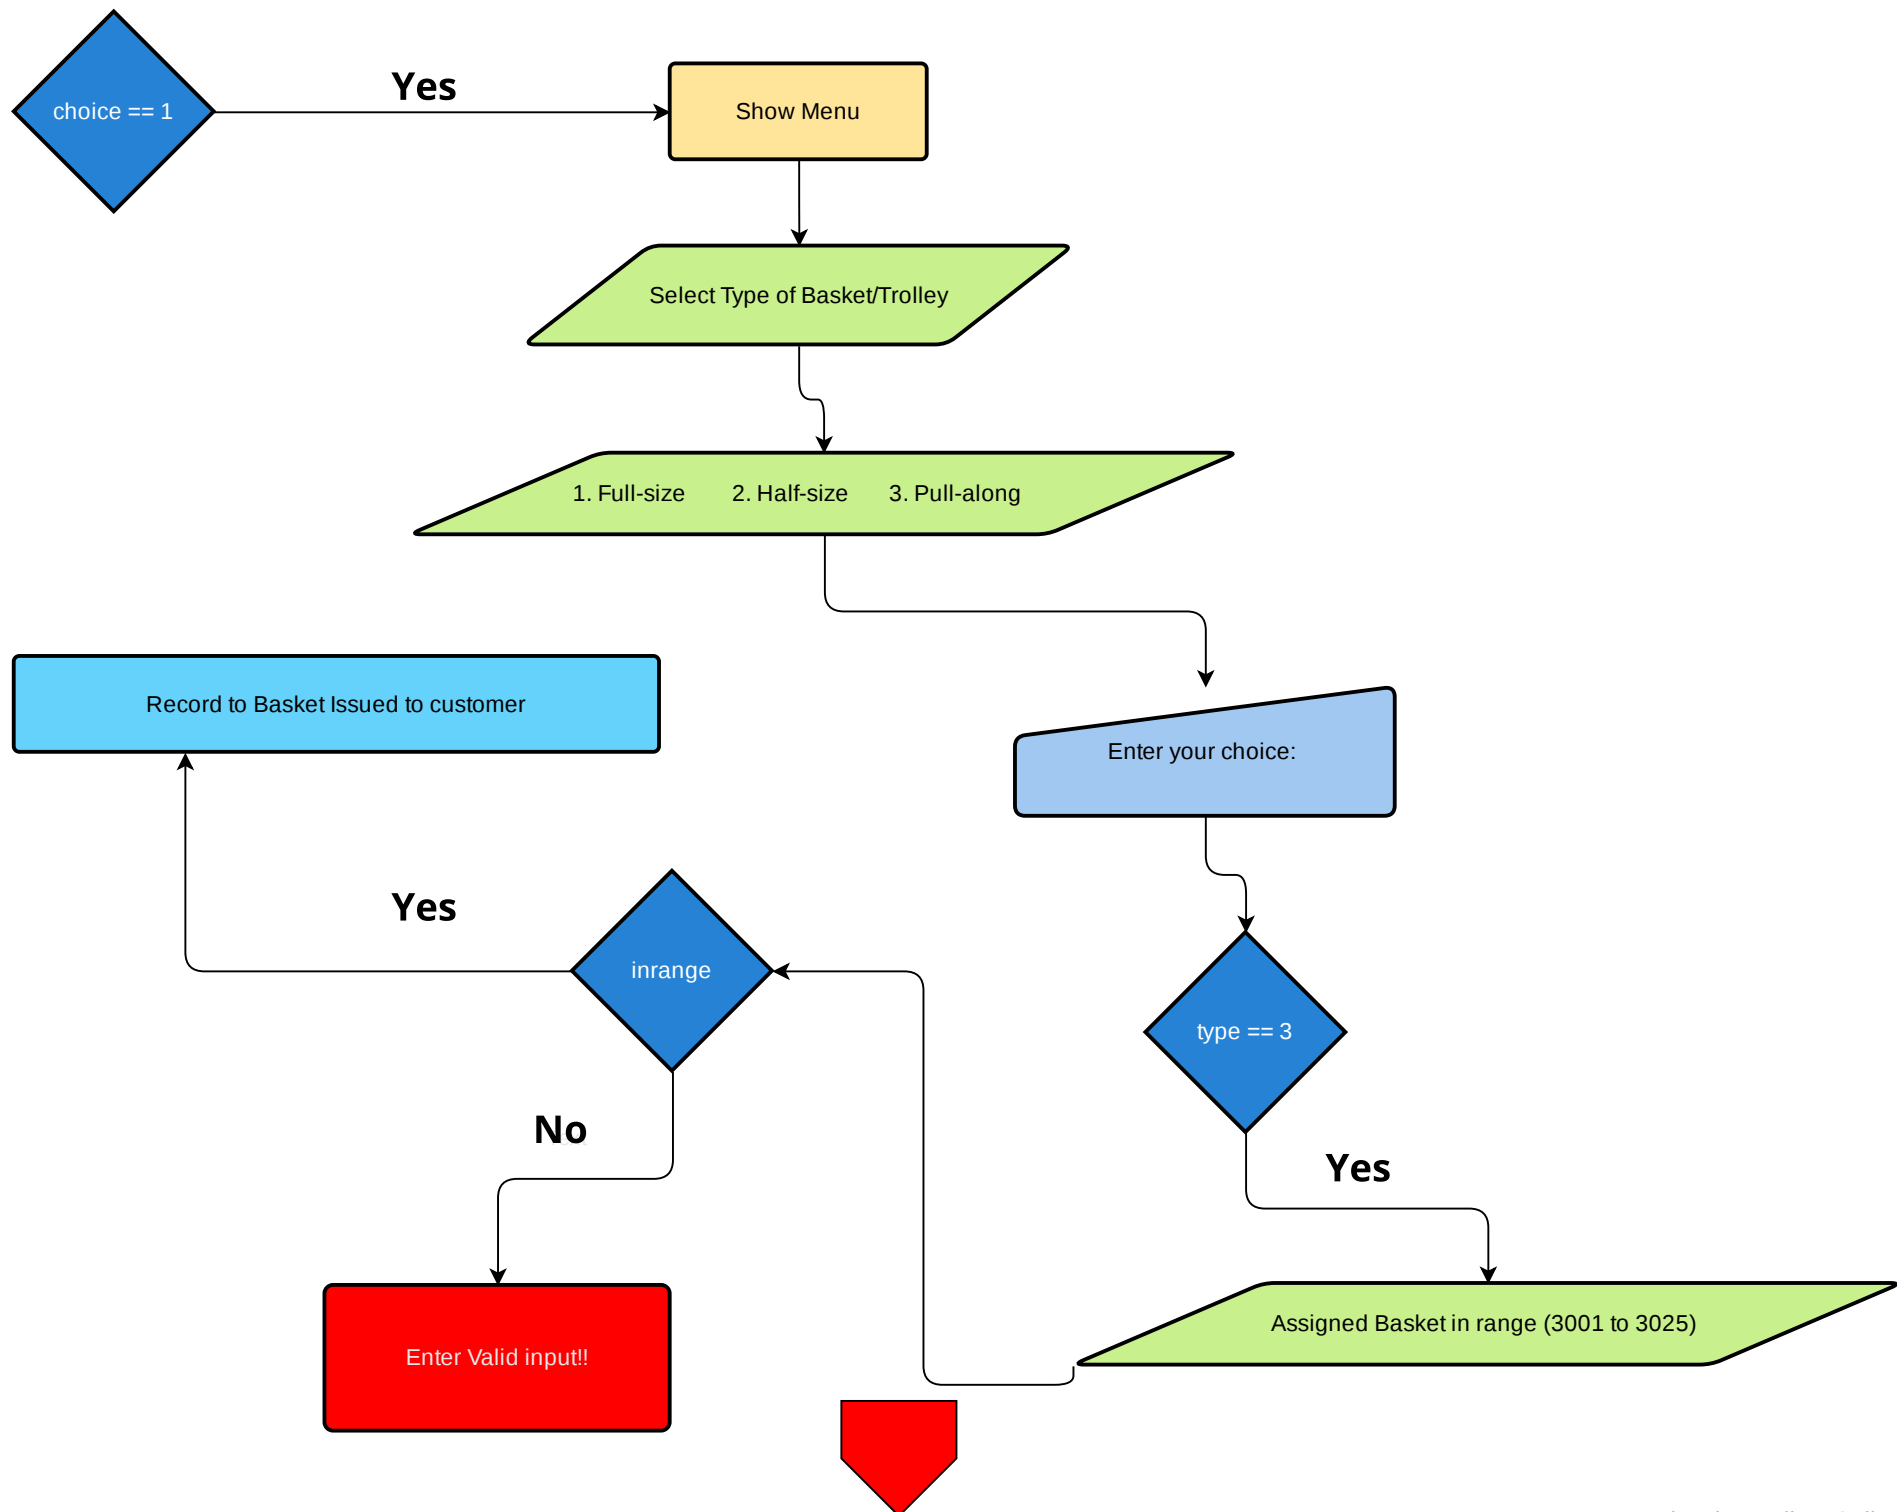 choice == 1
Yes
Show Menu
Select Type of Basket/Trolley
1. Full-size 2. Half-size 3. Pull-along
Record to Basket Issued to customer
Enter your choice:
Yes
inrange
type == 3
No
Yes
Assigned Basket in range (3001 to 3025)
Enter Valid input!!